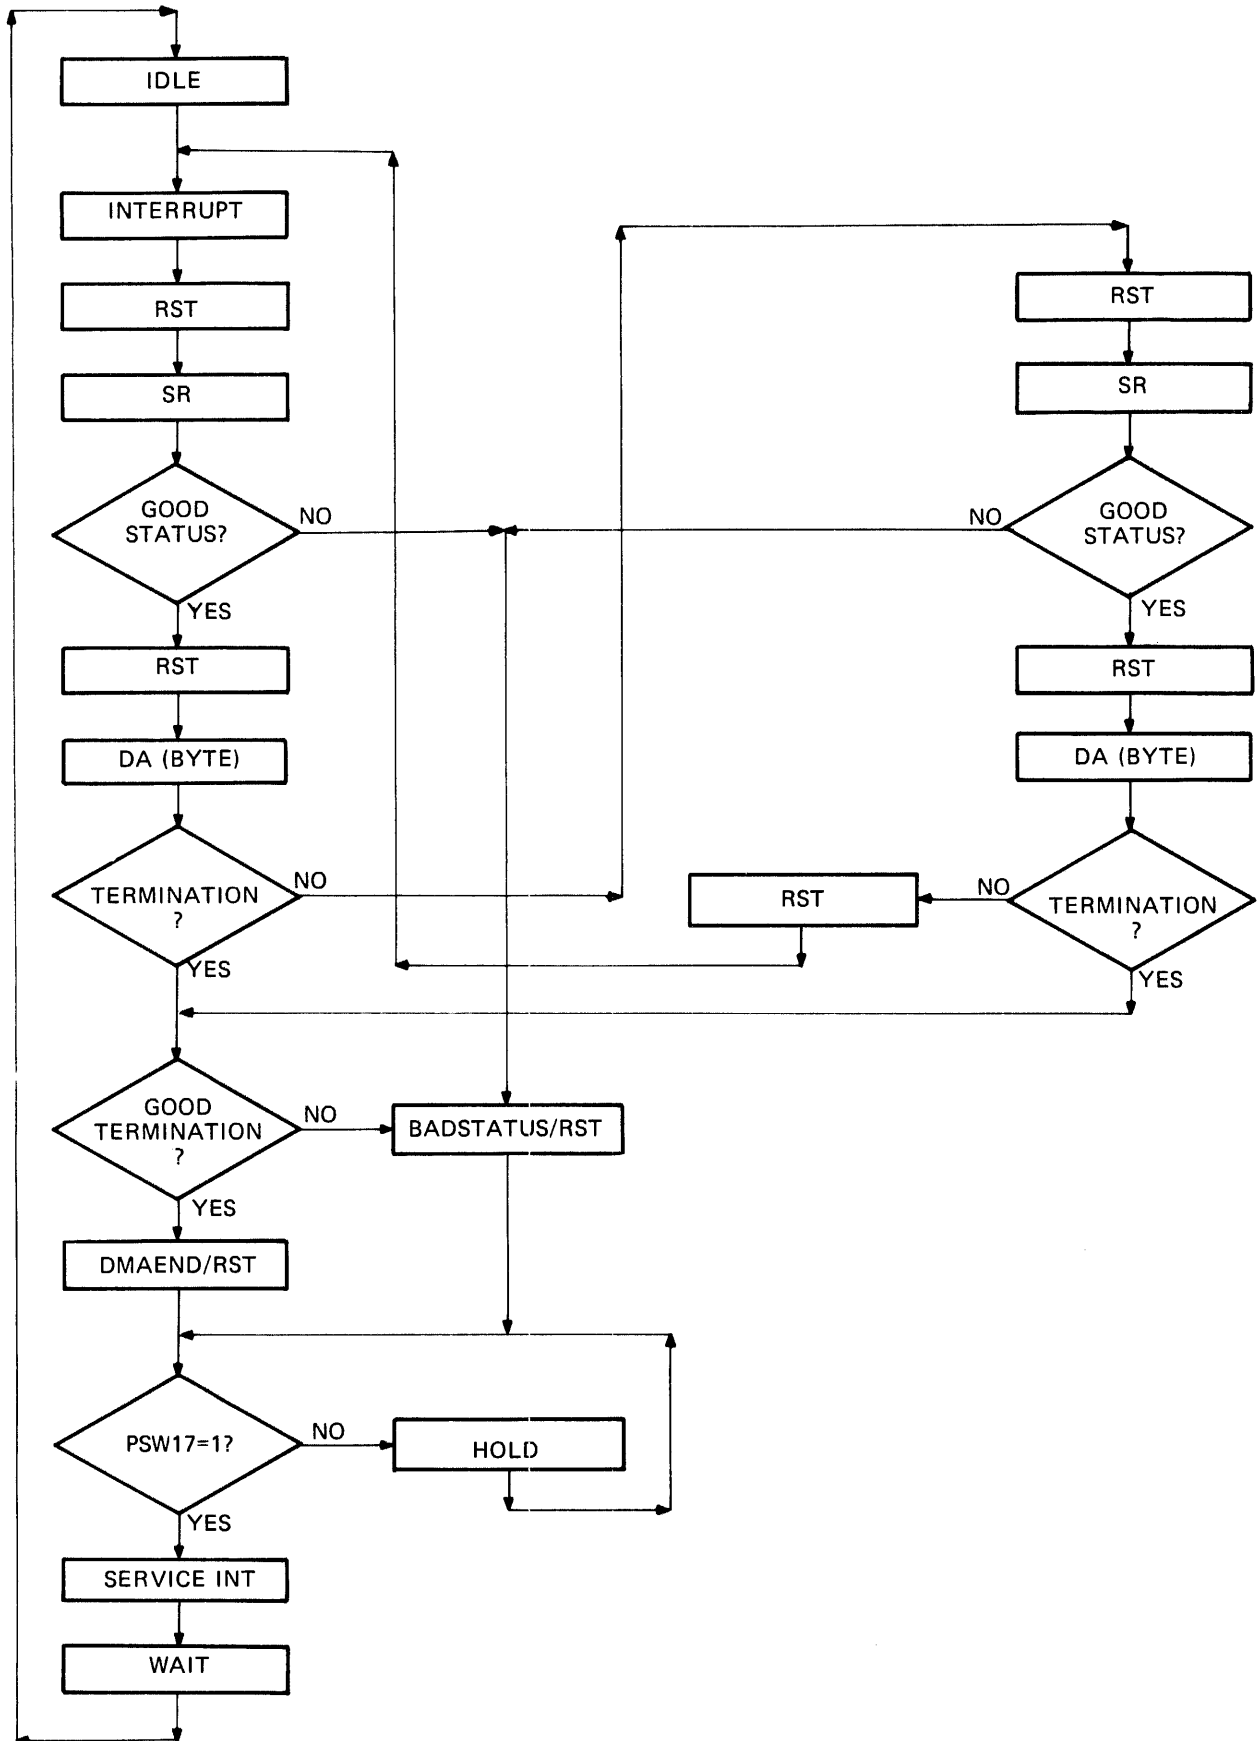 IDLE
INTERRUPT
RST
SR
GOOD
STATUS?
NO
YES
RST
DA (BYTE)
TERMINATION
?
NO
YES
GOOD
TERMINATION
?
NO
YES
BADSTATUS/RST
DMAEND/RST
PSW17=1?
NO
YES
HOLD
SERVICE INT
WAIT
RST
SR
GOOD
STATUS?
NO
YES
RST
DA (BYTE)
TERMINATION
?
NO
YES
RST